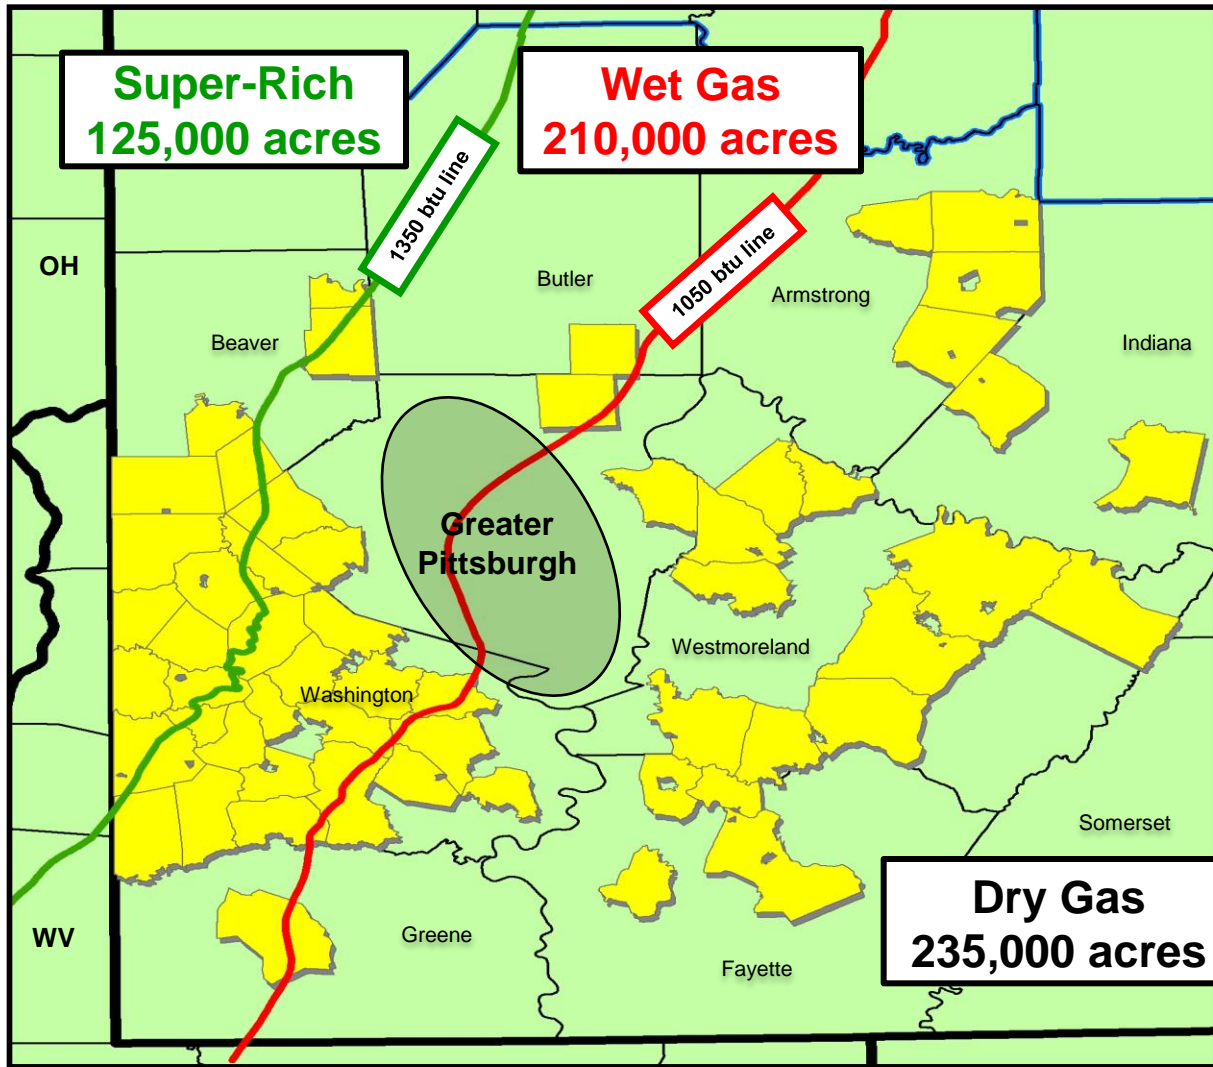 Super-Rich
125,000 acres
Wet Gas
210,000 acres
1350 btu line
1050 btu line
OH
Butler
Armstrong
Beaver
Indiana
Greater
Pittsburgh
Westmoreland
Washington
Somerset
Dry Gas
235,000 acres
WV
Greene
Fayette